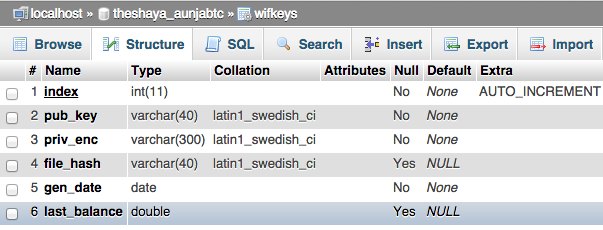 localhost » theshaya_aunjabtc » wifkeys
Browse Structure SQL Search Insert Export Import
# Name Type Collation Attributes Null Default Extra
1 index int(11) No None AUTO_INCREMENT
2 pub_key varchar(40) latin1_swedish_ci No None
3 priv_enc varchar(300) latin1_swedish_ci No None
4 file_hash varchar(40) latin1_swedish_ci Yes NULL
5 gen_date date No None
6 last_balance double Yes NULL